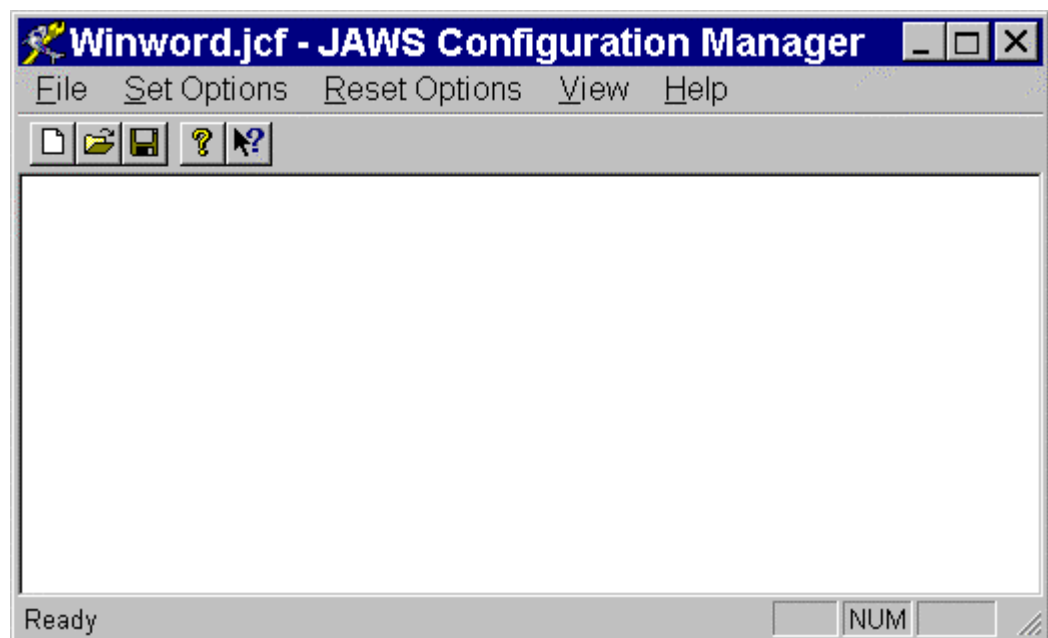 Winword.jcf - JAWS Configuration Manager
File Set Options Reset Options View Help
Ready NUM